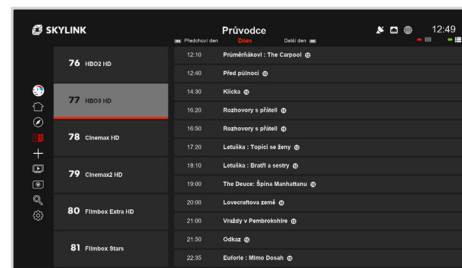 SKYLINK
Průvodce
12:49
Předchozí den
Dnes
Další den
76 HBO2 HD
77 HBO3 HD
78 Cinemax HD
79 Cinemax2 HD
80 Filmbox Extra HD
81 Filmbox Stars
12:10 Průměrňákovi : The Carpool
12:40 Před půlnocí
14:30 Klicka
16:20 Rozhovory s přáteli
16:50 Rozhovory s přáteli
17:20 Letuška : Topící se ženy
18:10 Letuška : Bratři a sestry
19:00 The Deuce: Špína Manhattanu
20:00 Lovecraftova země
21:00 Vraždy v Pembrokshire
21:50 Odkaz
22:35 Euforie : Mimo Dosah